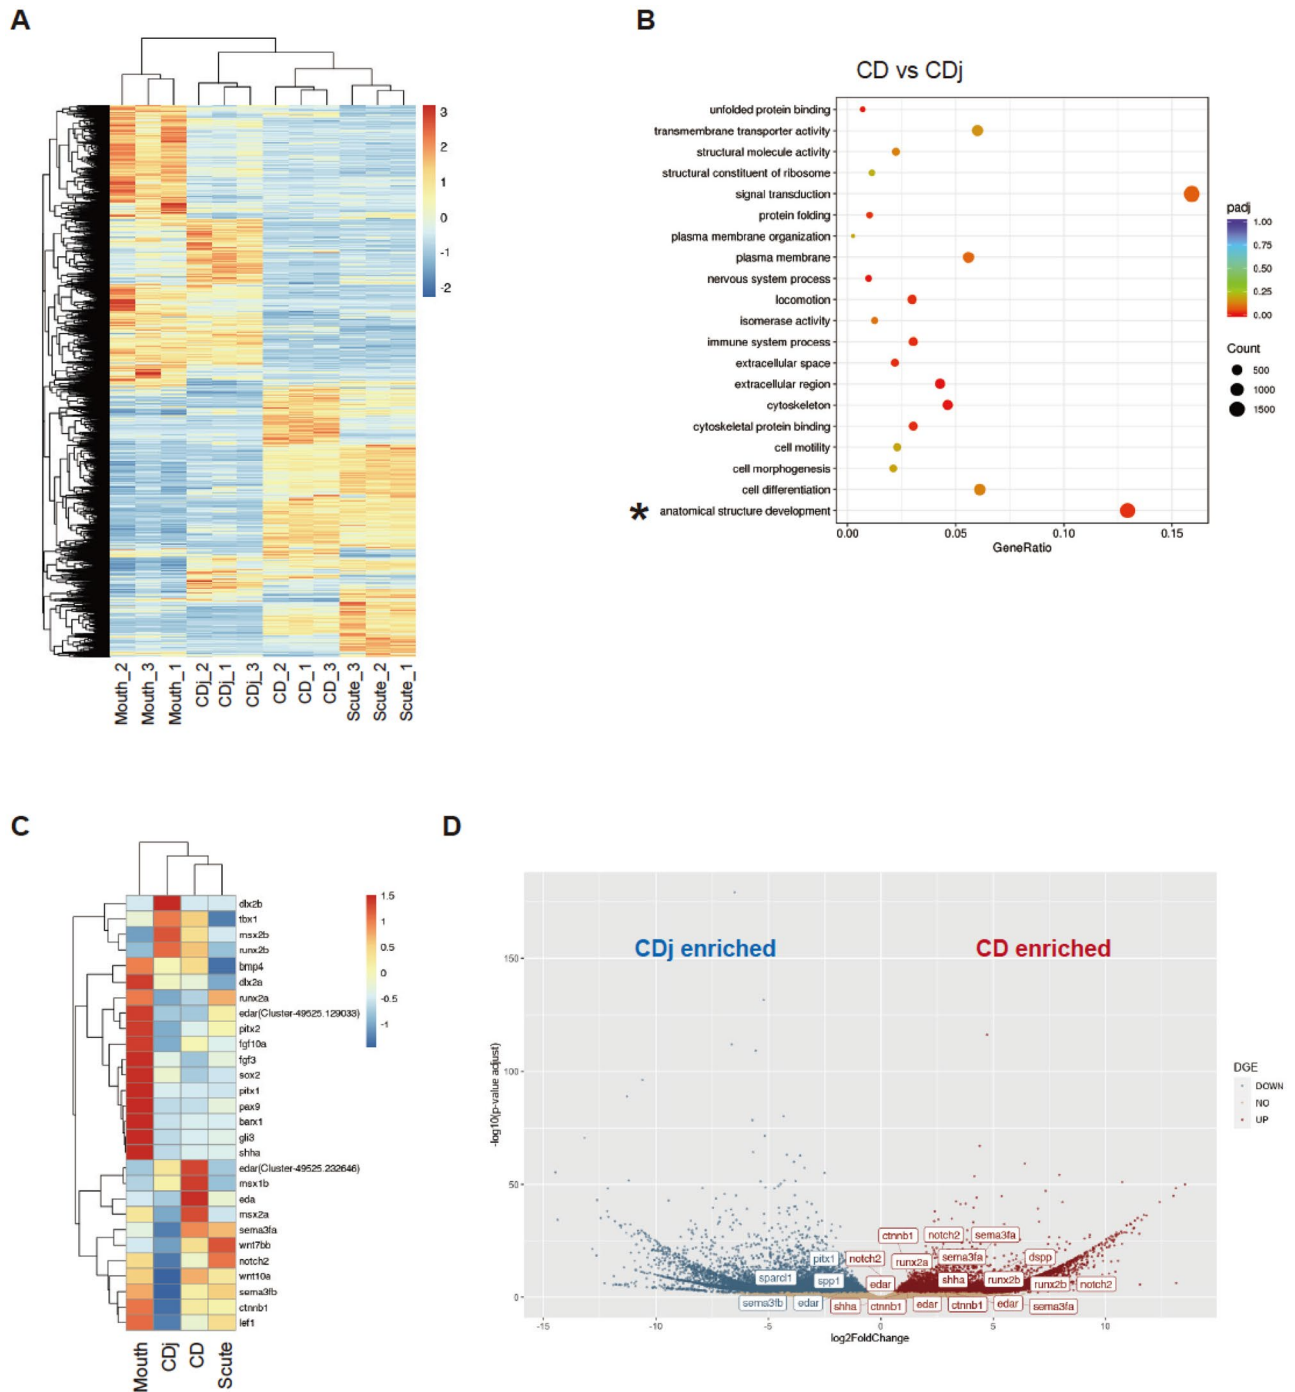 A
3
2
1
0
-1
-2
Mouth_2
Mouth_3
Mouth_1
CDj_2
CDj_1
CDj_3
CD_2
CD_1
CD_3
Scute_3
Scute_2
Scute_1
B
CD vs CDj
unfolded protein binding
transmembrane transporter activity
structural molecule activity
structural constituent of ribosome
signal transduction
protein folding
plasma membrane organization
plasma membrane
nervous system process
locomotion
isomerase activity
immune system process
extracellular space
extracellular region
cytoskeleton
cytoskeletal protein binding
cell motility
cell morphogenesis
cell differentiation
* anatomical structure development
0.00 0.05 0.10 0.15
GeneRatio
padj
1.00
0.75
0.50
0.25
0.00
Count
500
1000
1500
C
dlx2b
tbx1
msx2b
runx2b
bmp4
dlx2a
runx2a
edar(Cluster-49525.129033)
pitx2
fgf10a
fgf3
sox2
pitx1
pax9
barx1
gli3
shha
edar(Cluster-49525.232646)
msx1b
eda
msx2a
sema3fa
wnt7bb
notch2
wnt10a
sema3fb
ctnnb1
lef1
1.5
1
0.5
0
-0.5
-1
Mouth
CDj
CD
Scute
D
CDj enriched CD enriched
-log10(p-value adjust)
150
100
50
0
ctnnb1 notch2 sema3fa
pitx1 notch2 runx2a sema3fa dspp
sparcl1 spp1 edar shha runx2b runx2b notch2
sema3fb edar shha ctnnb1 edar ctnnb1 edar sema3fa
-15 -10 -5 0 5 10
log2FoldChange
DGE
DOWN
NO
UP